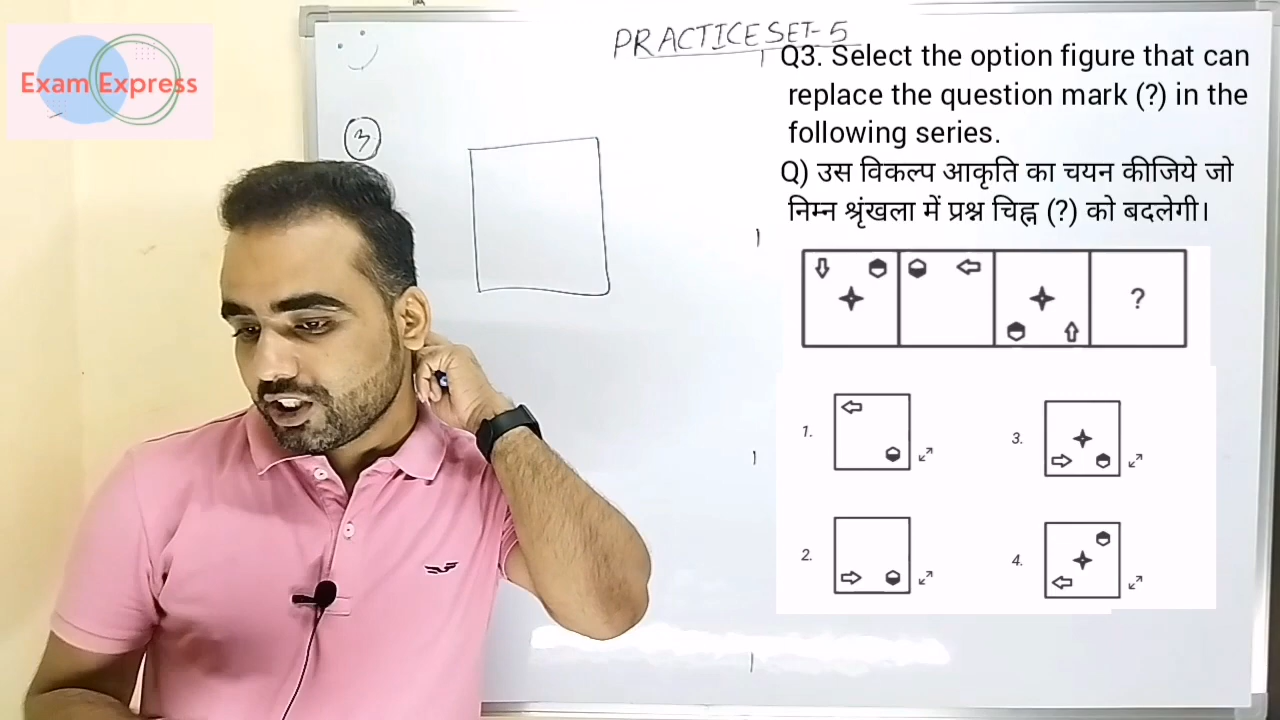 Exam Express
PRACTICE SET-5
3
Q3. Select the option figure that can
replace the question mark (?) in the
following series.
Q) उस विकल्प आकृति का चयन कीजिये जो
निम्न श्रृंखला में प्रश्न चिह्न (?) को बदलेगी।
?
1.
3.
2.
4.